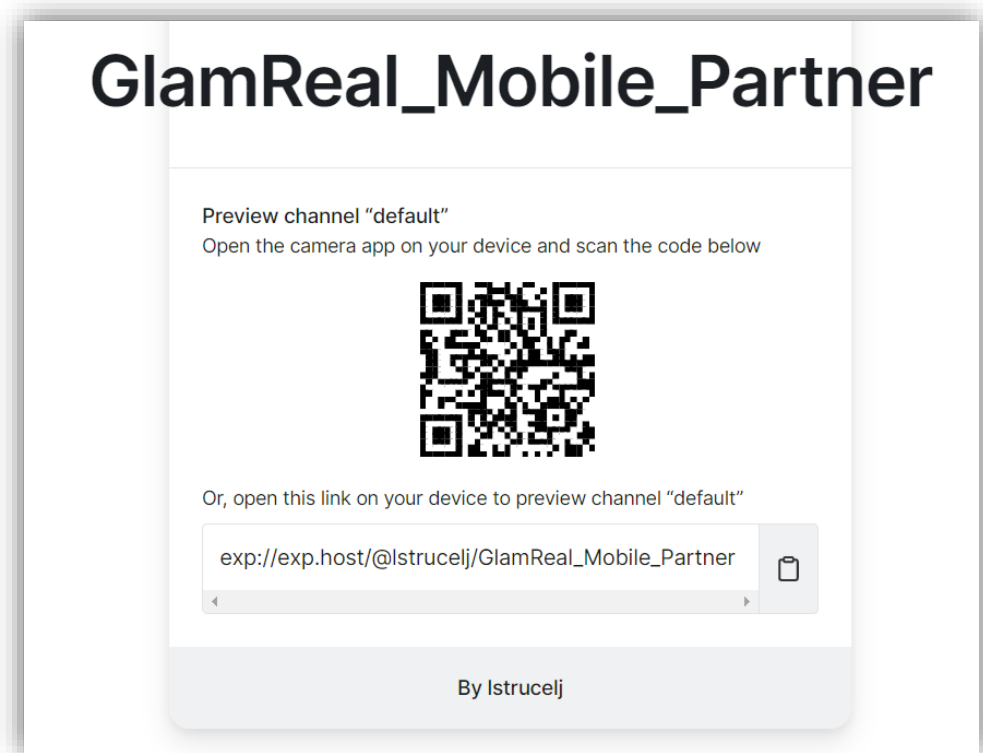 GlamReal_Mobile_Partner
Preview channel “default”
Open the camera app on your device and scan the code below
Or, open this link on your device to preview channel “default”
exp://exp.host/@lstrucelj/GlamReal_Mobile_Partner
By lstrucelj